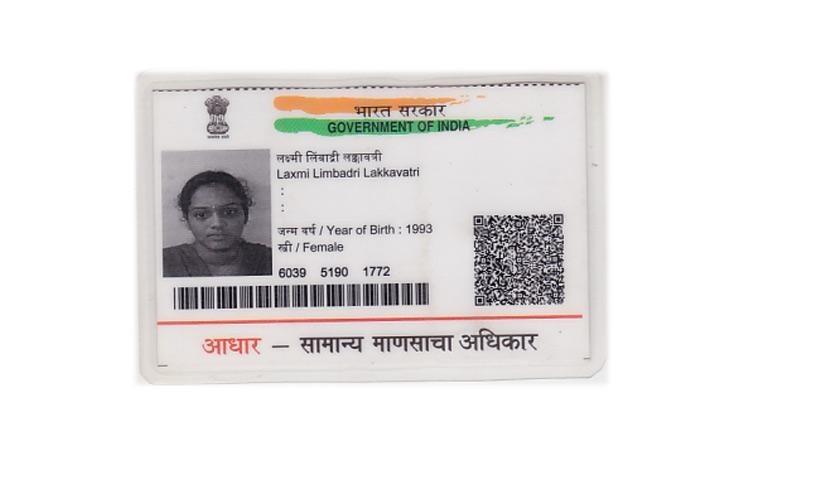 भारत सरकार
GOVERNMENT OF INDIA
लक्ष्मी लिंबाद्री लक्कावत्री
Laxmi Limbadri Lakkavatri
:
:
जन्म वर्ष / Year of Birth : 1993
स्त्री / Female
6039 5190 1772
आधार – सामान्य माणसाचा अधिकार